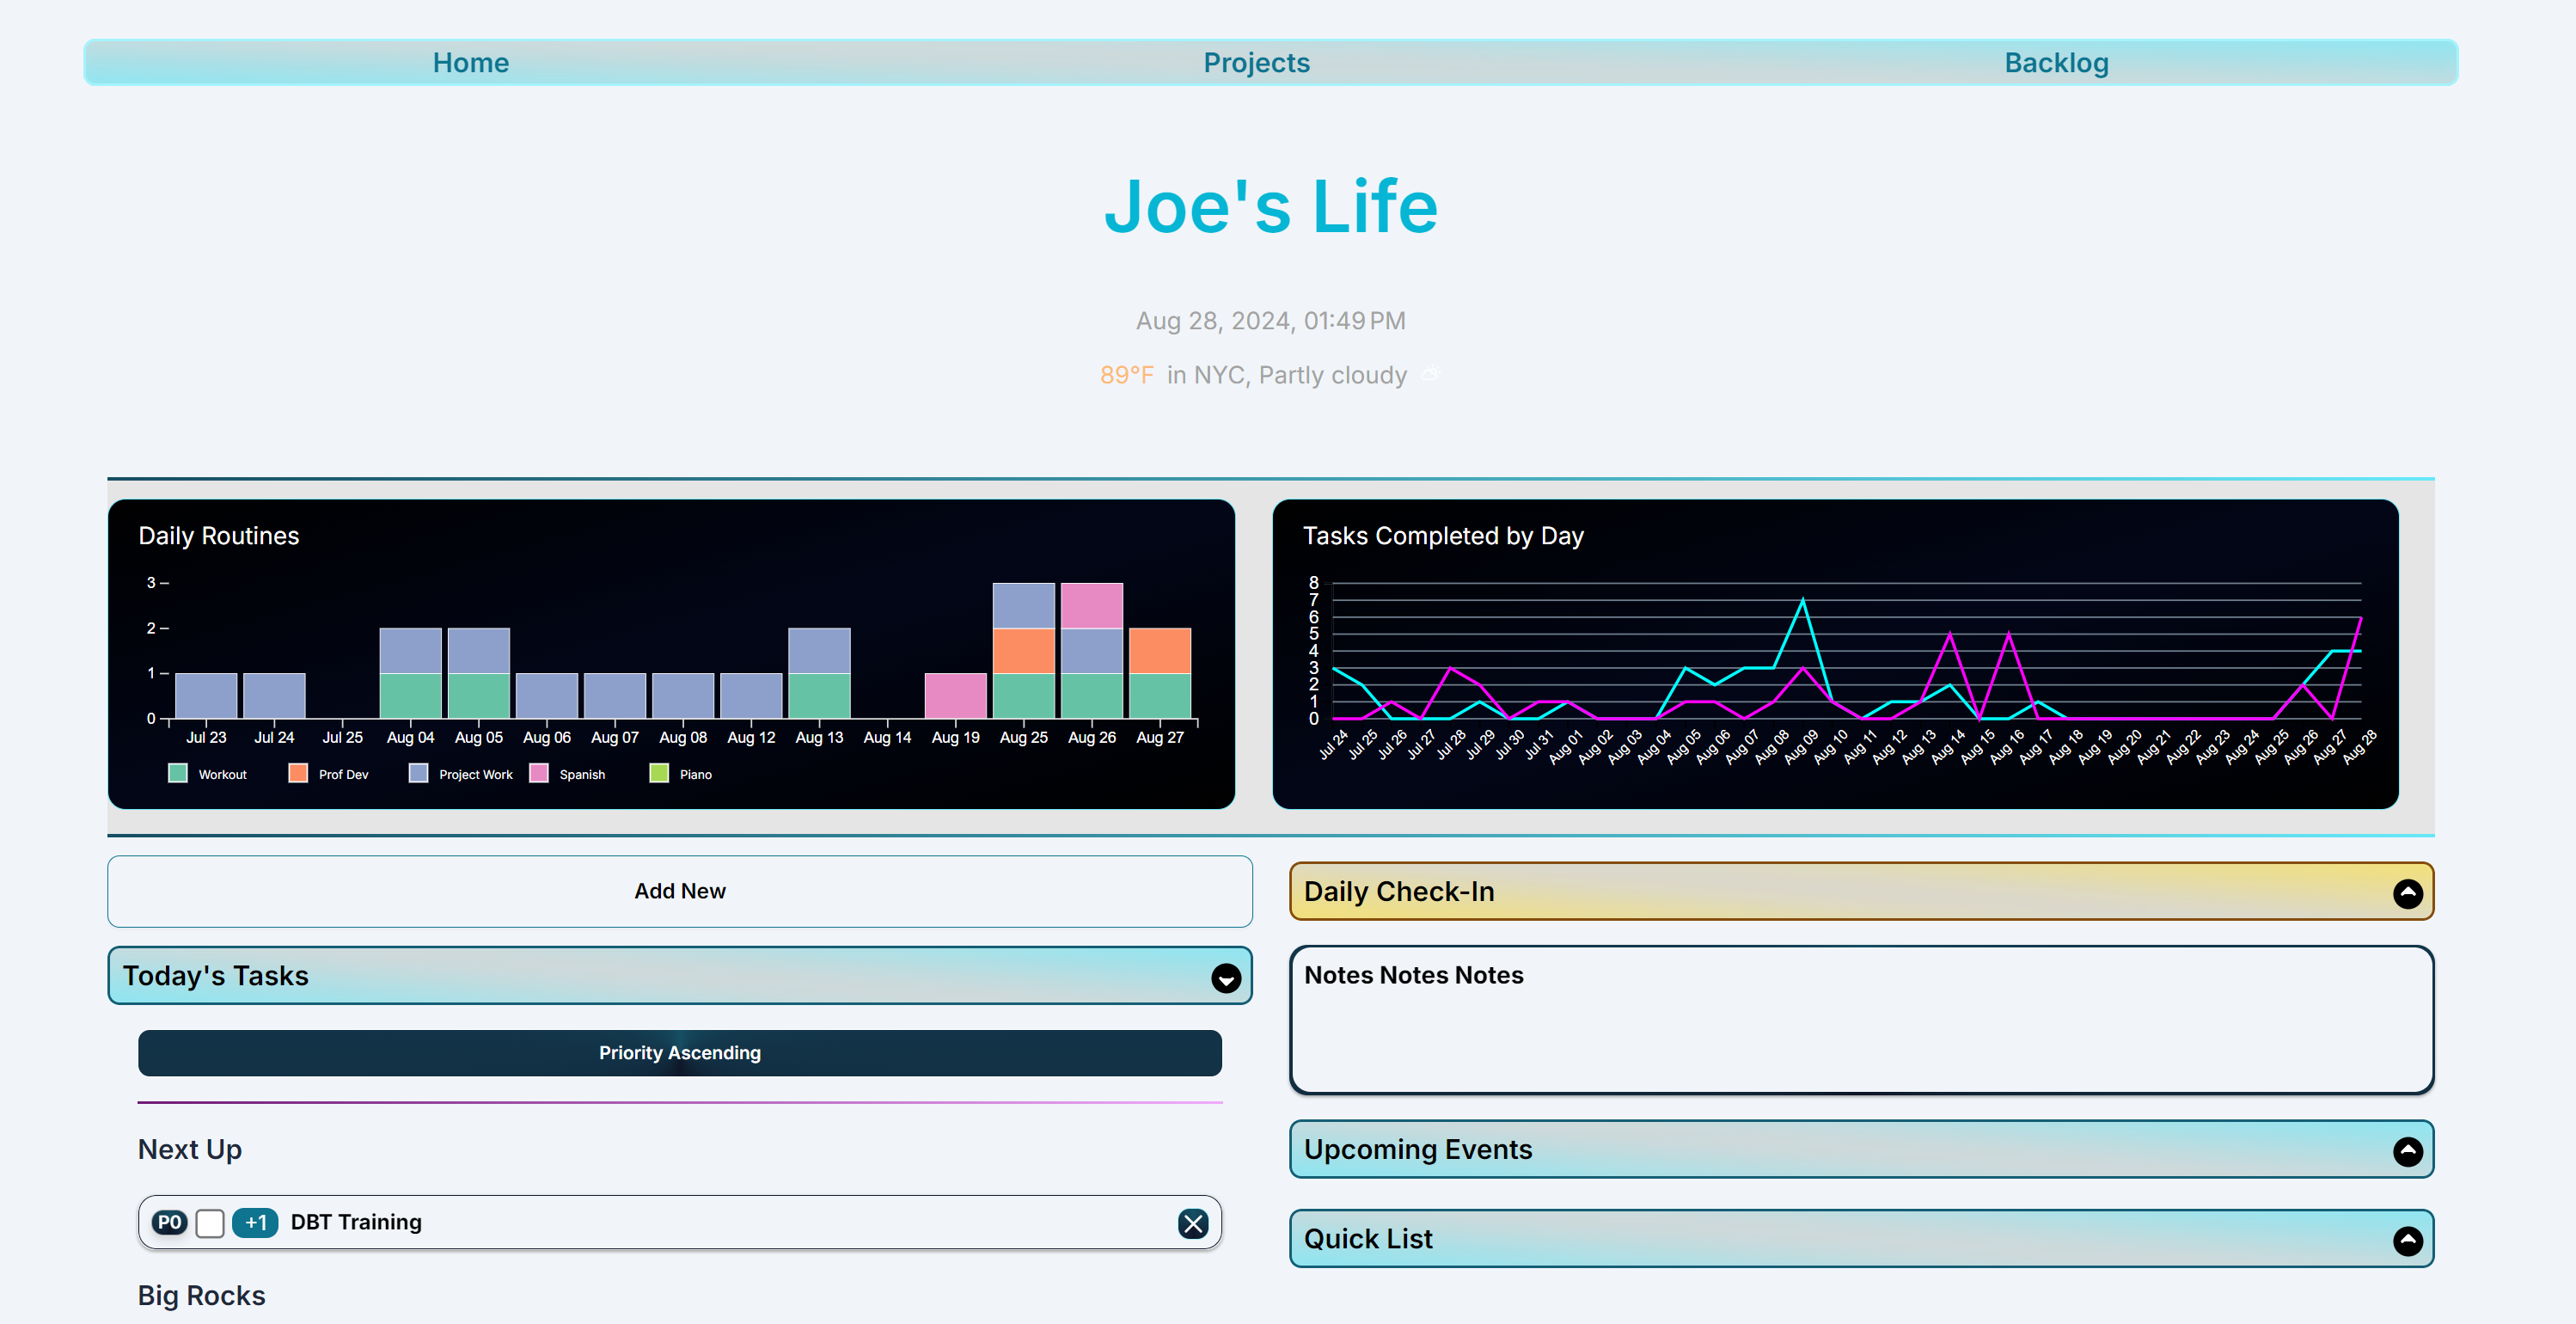 Home Projects Backlog
Joe's Life
Aug 28, 2024, 01:49 PM
89°F in NYC, Partly cloudy
Daily Routines
3
2
1
0
Jul 23 Jul 24 Jul 25 Aug 04 Aug 05 Aug 06 Aug 07 Aug 08 Aug 12 Aug 13 Aug 14 Aug 19 Aug 25 Aug 26 Aug 27
Workout Prof Dev Project Work Spanish Piano
Tasks Completed by Day
8
7
6
5
4
3
2
1
0
Jul 24 Jul 25 Jul 26 Jul 27 Jul 28 Jul 29 Jul 30 Jul 31 Aug 01 Aug 02 Aug 03 Aug 04 Aug 05 Aug 06 Aug 07 Aug 08 Aug 09 Aug 10 Aug 11 Aug 12 Aug 13 Aug 14 Aug 15 Aug 16 Aug 17 Aug 18 Aug 19 Aug 20 Aug 21 Aug 22 Aug 23 Aug 24 Aug 25 Aug 26 Aug 27 Aug 28
Add New
Today's Tasks
Priority Ascending
Next Up
P0 +1 DBT Training
Big Rocks
Daily Check-In
Notes Notes Notes
Upcoming Events
Quick List